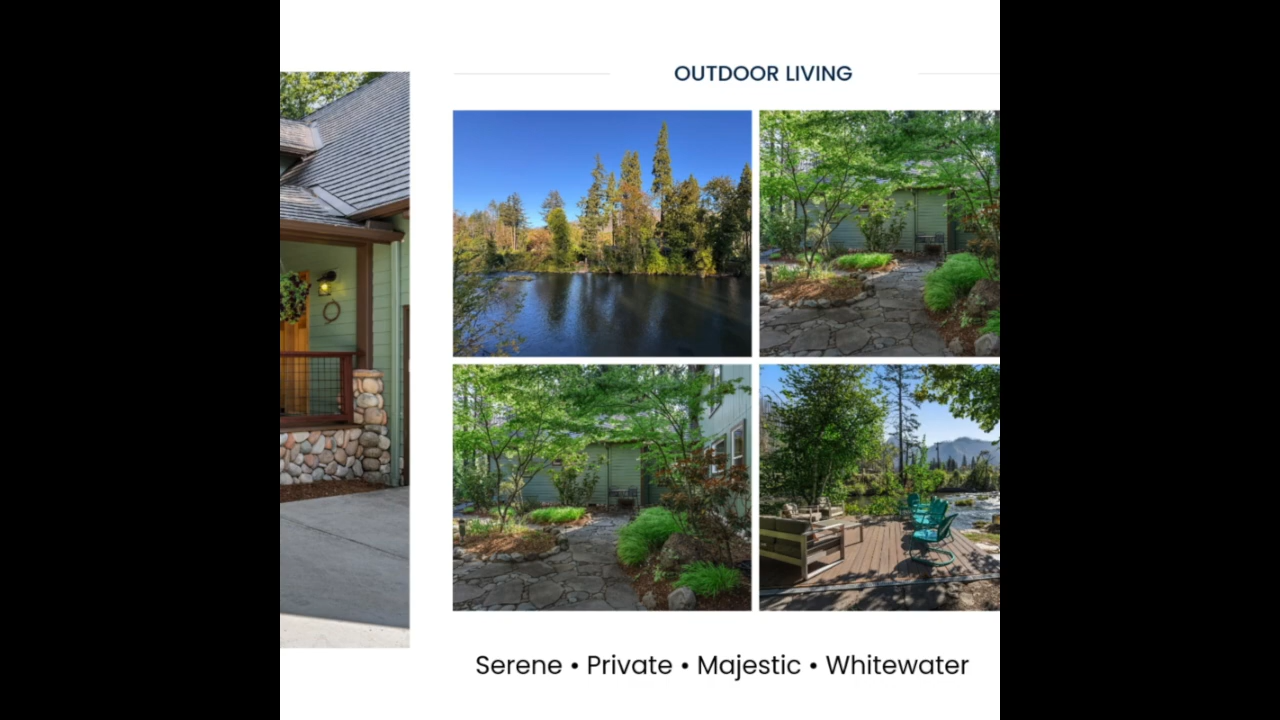 OUTDOOR LIVING
Serene • Private • Majestic • Whitewater